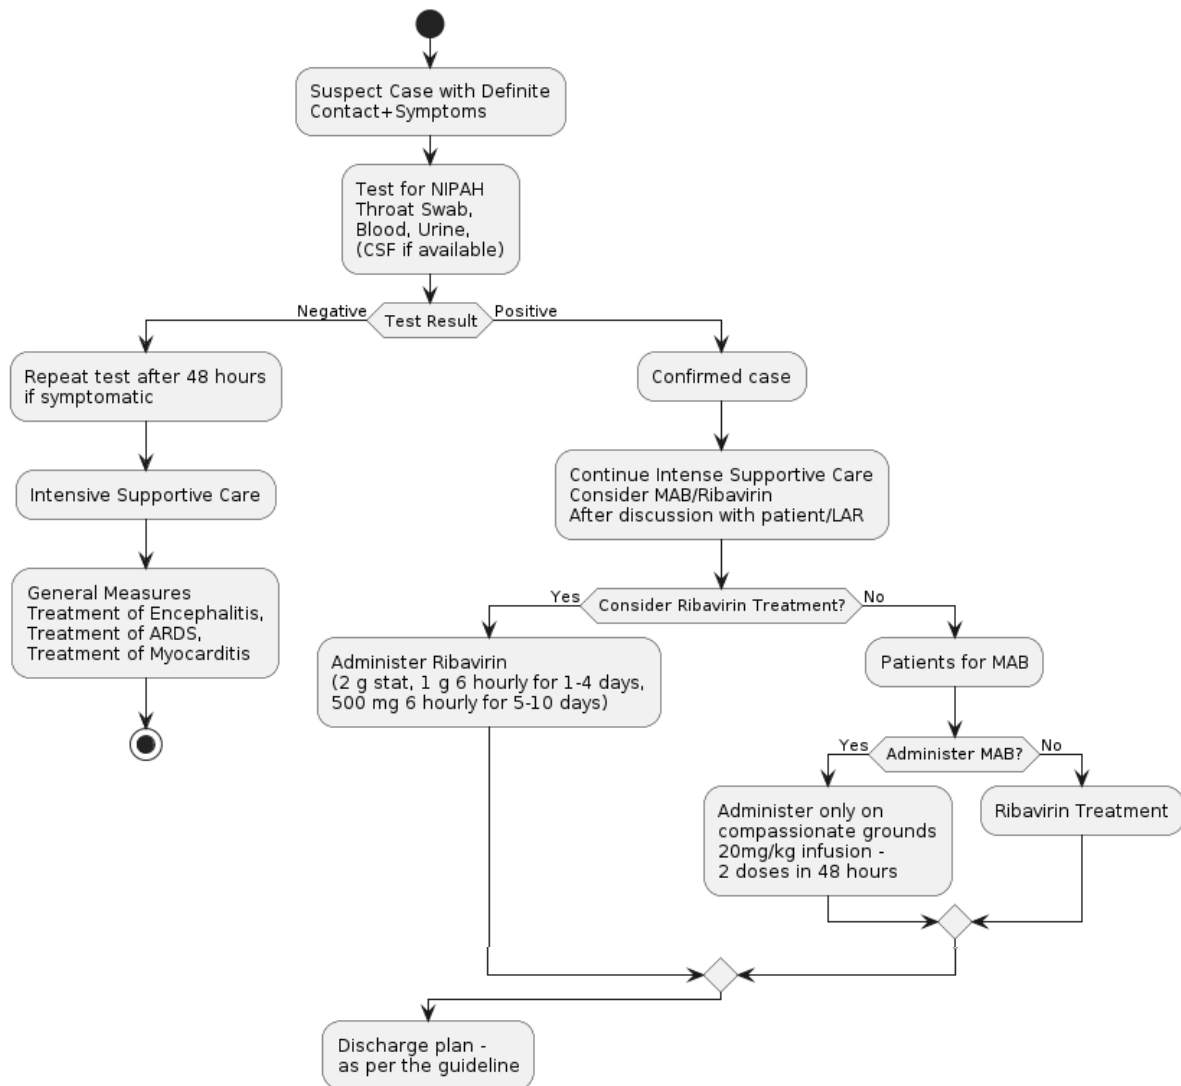 Suspect Case with Definite
Contact+Symptoms
Test for NIPAH
Throat Swab,
Blood, Urine,
(CSF if available)
Negative
Test Result
Positive
Repeat test after 48 hours
if symptomatic
Intensive Supportive Care
General Measures
Treatment of Encephalitis,
Treatment of ARDS,
Treatment of Myocarditis
Confirmed case
Continue Intense Supportive Care
Consider MAB/Ribavirin
After discussion with patient/LAR
Yes
Consider Ribavirin Treatment?
No
Administer Ribavirin
(2 g stat, 1 g 6 hourly for 1-4 days,
500 mg 6 hourly for 5-10 days)
Patients for MAB
Yes
Administer MAB?
No
Administer only on
compassionate grounds
20mg/kg infusion -
2 doses in 48 hours
Ribavirin Treatment
Discharge plan -
as per the guideline